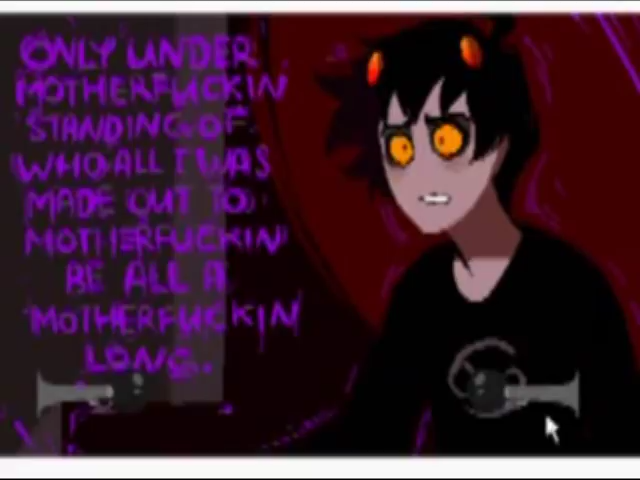 ONLY UNDER
MOTHERFUCKIN
STANDING OF
WHO ALL I WAS
MADE OUT TO
MOTHERFUCKIN
BE ALL A
MOTHERFUCKIN
LONG.